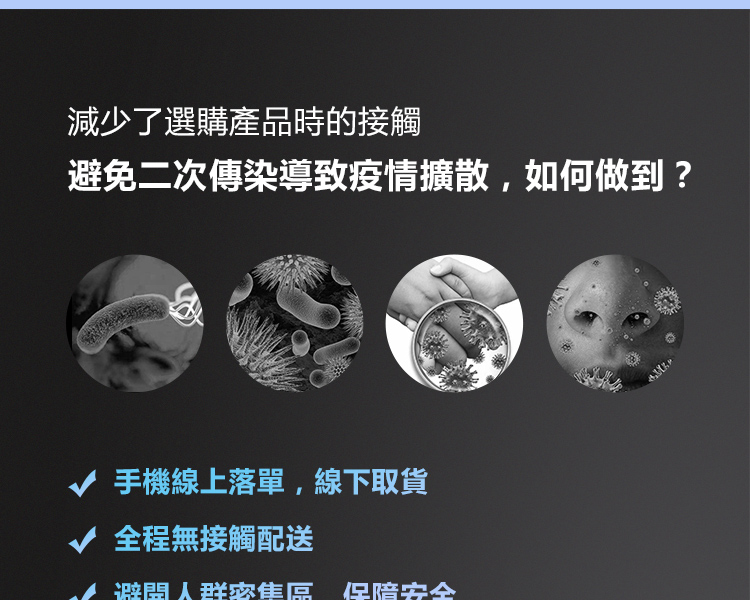 減少了選購產品時的接觸
避免二次傳染導致疫情擴散，如何做到？
手機線上落單，線下取貨
全程無接觸配送
避開人群密集區，保障安全